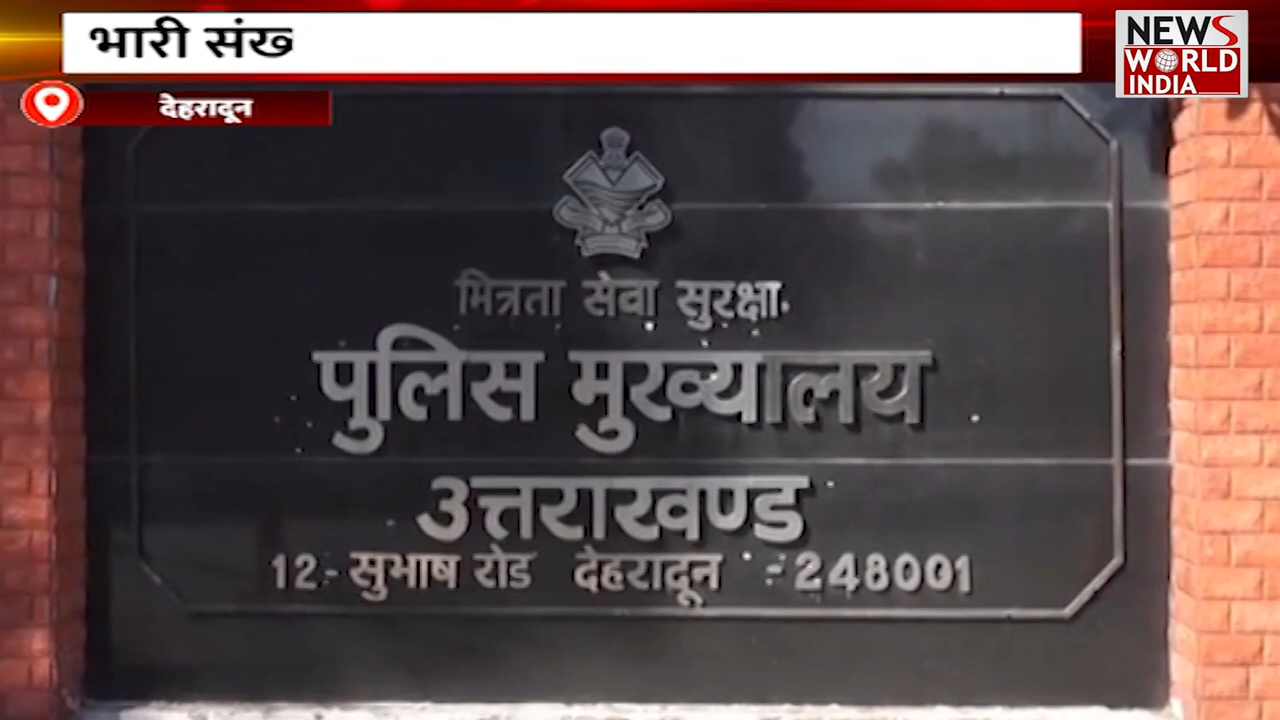 भारी संख
NEWS
WORLD
INDIA
देहरादून
मित्रता सेवा सुरक्षा
पुलिस मुख्यालय
उत्तराखण्ड
12- सुभाष रोड देहरादून - 248001